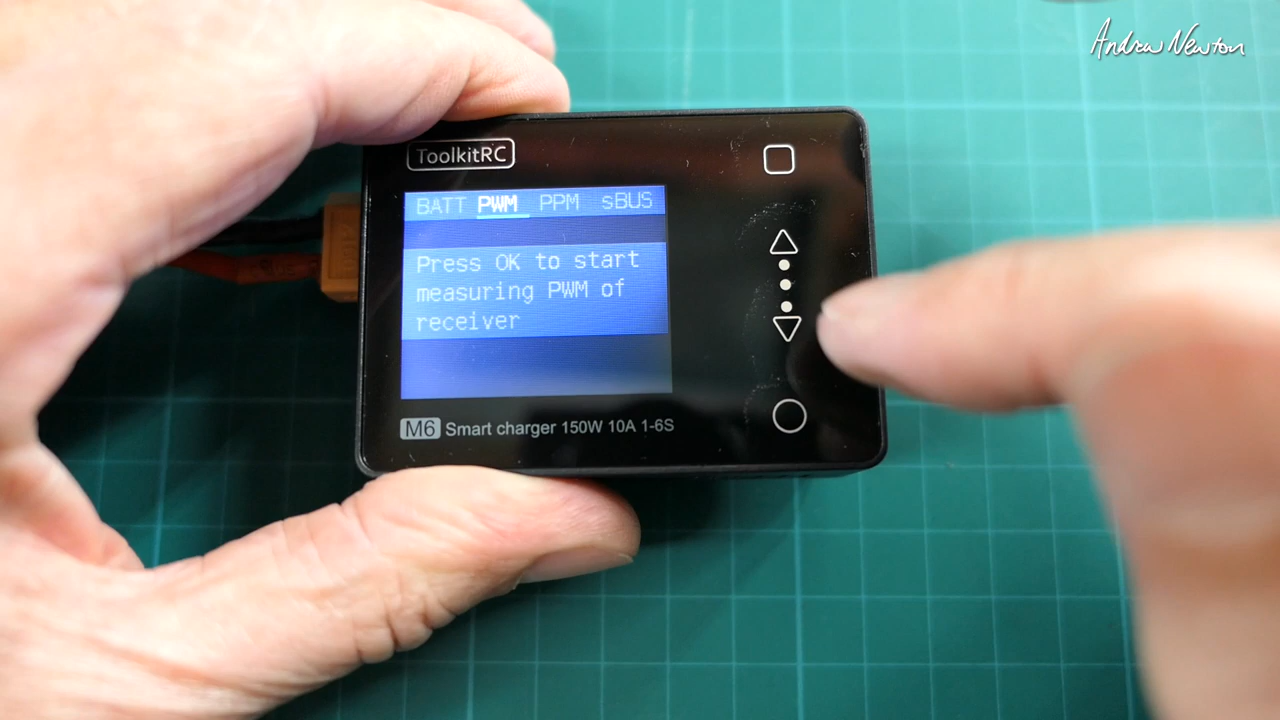 Andrew Newton
ToolkitRC
BATT PWM PPM sBUS
Press OK to start
measuring PWM of
receiver
M6 Smart charger 150W 10A 1-6S